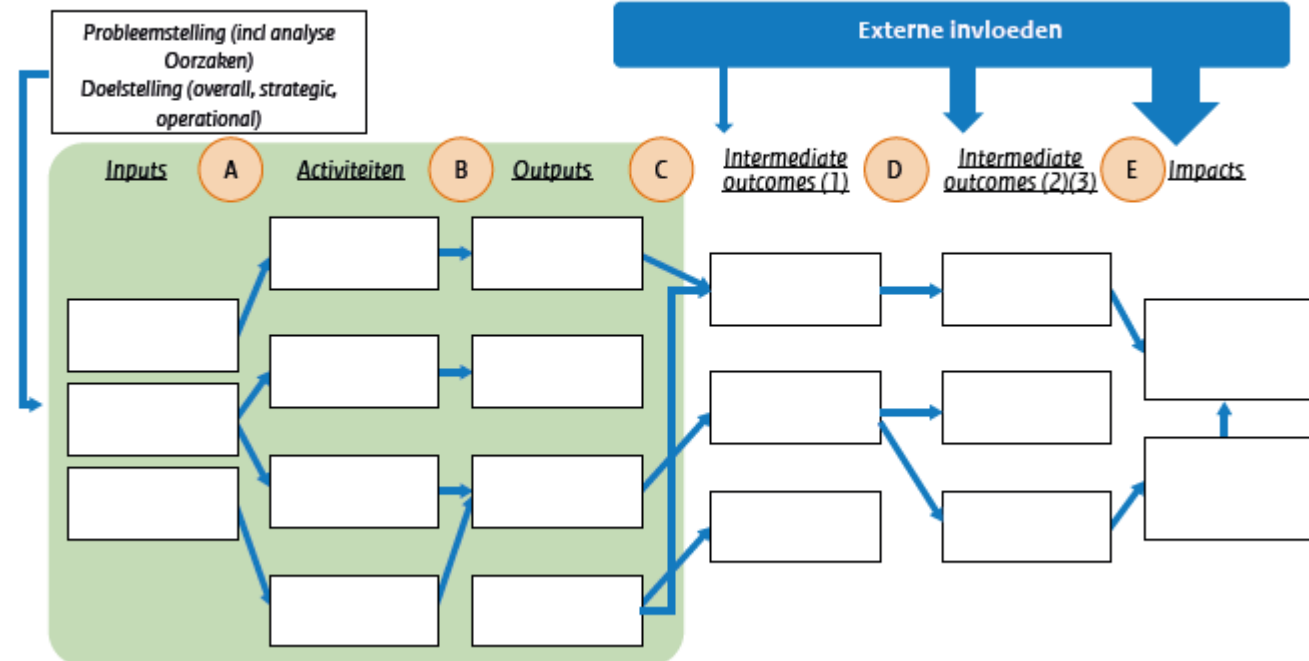 Probleemstelling (incl analyse
Oorzaken)
Doelstelling (overall, strategic,
operational)
Externe invloeden
Inputs
A
Activiteiten
B
Outputs
C
Intermediate
outcomes (1)
D
Intermediate
outcomes (2)(3)
E
Impacts